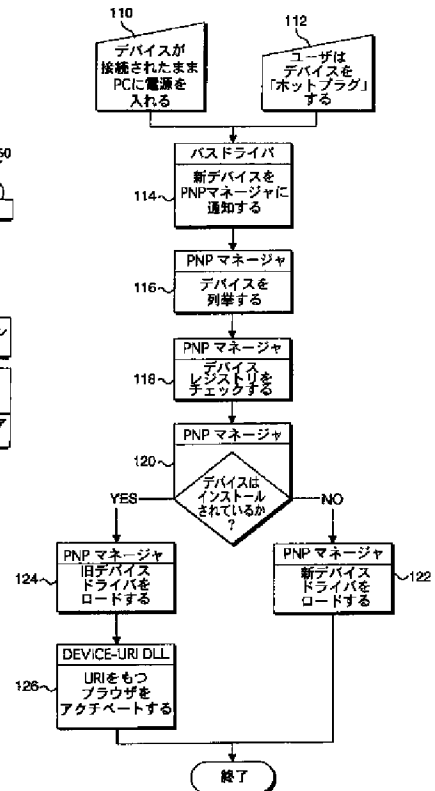 110
デバイスが
接続されたまま
PCに電源を
入れる
112
ユーザは
デバイスを
「ホットプラグ」
する
バスドライバ
114
新デバイスを
PNPマネージャに
通知する
PNP マネージャ
116
デバイスを
列挙する
PNP マネージャ
118
デバイス
レジストリを
チェックする
PNP マネージャ
120
デバイスは
インストール
されているか
?
YES
NO
PNP マネージャ
124
旧デバイス
ドライバを
ロードする
PNP マネージャ
新デバイス
ドライバを
ロードする
122
DEVICE-URI DLL
126
URIをもつ
ブラウザを
アクチベートする
終了